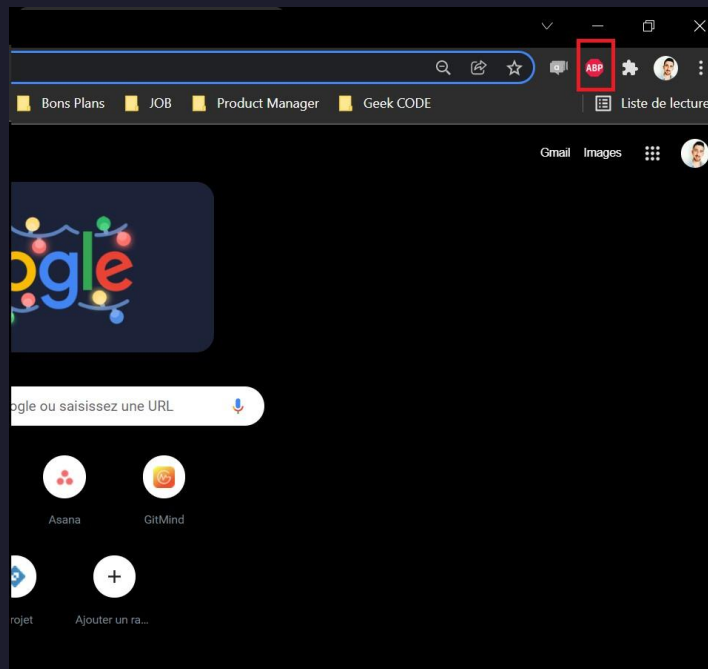 ABP
Bons Plans JOB Product Manager Geek CODE Liste de lecture
Gmail Images
ogle
ogle ou saisissez une URL
Asana GitMind
rojet Ajouter un ra...